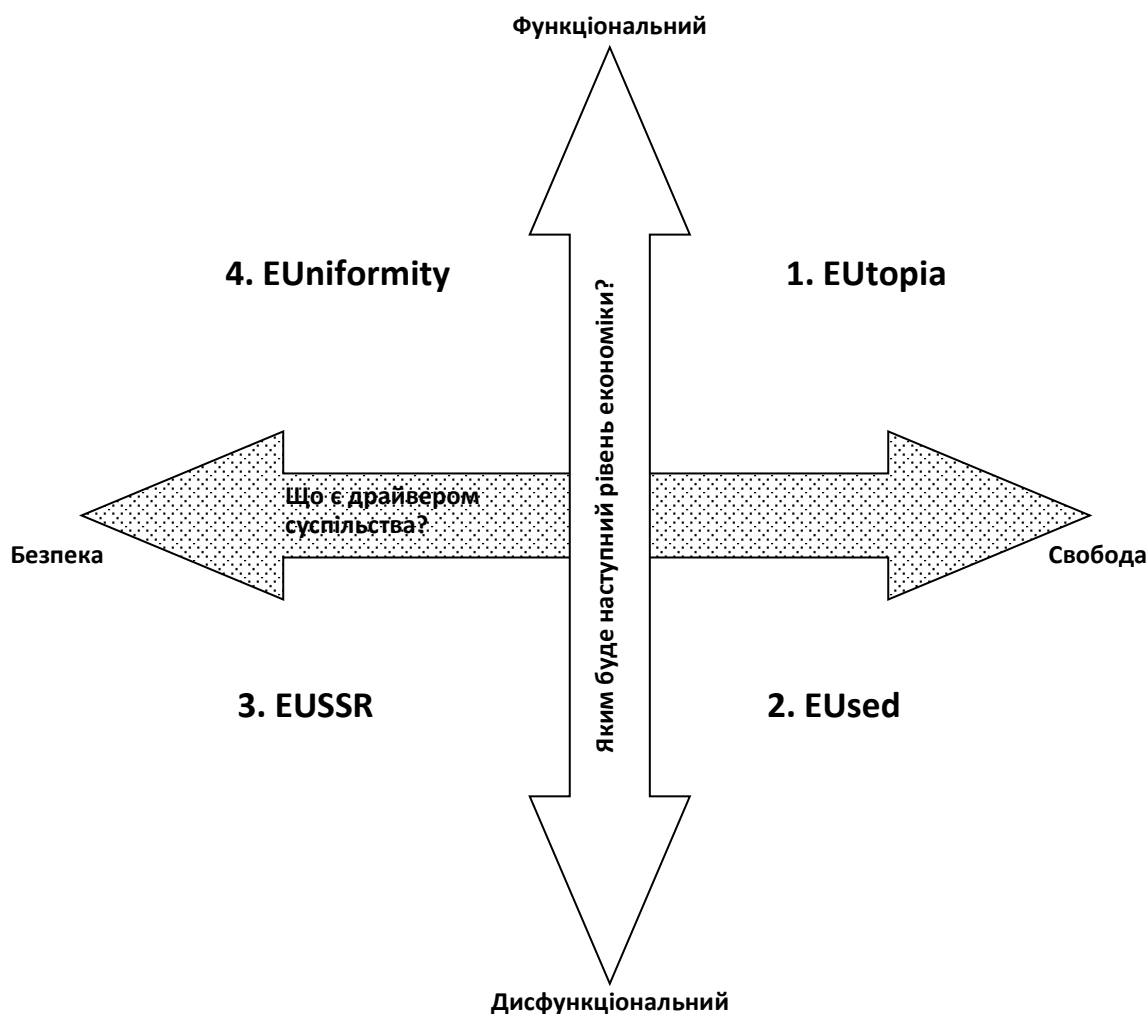 Функціональний
4. EUniformity
1. EUtopia
Яким буде наступний рівень економіки?
Що є драйвером
суспільства?
Безпека
Свобода
3. EUSSR
2. EUsed
Дисфункціональний